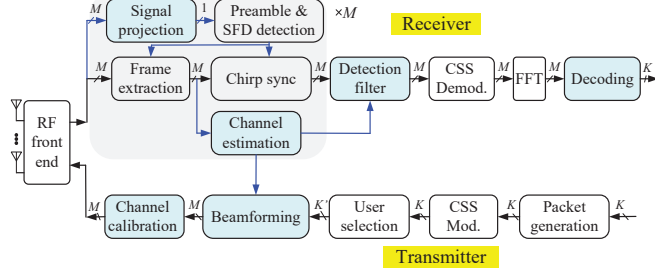 M
Signal
projection
1
Preamble &
SFD detection
×M
Receiver
M
Frame
extraction
M
Chirp sync
M
Detection
filter
M
CSS
Demod.
M
FFT
M
Decoding
K
Channel
estimation
RF
front
end
M
Channel
calibration
M
Beamforming
K'
User
selection
K
CSS
Mod.
K
Packet
generation
K
Transmitter